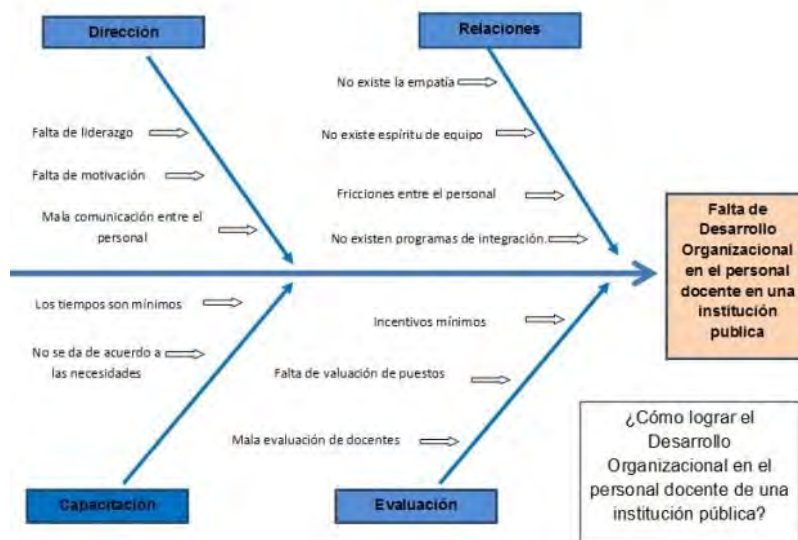 Dirección
Relaciones
No existe la empatía
Falta de liderazgo
No existe espíritu de equipo
Falta de motivación
Fricciones entre el personal
Mala comunicación entre el
personal
No existen programas de integración.
Falta de
Desarrollo
Organizacional
en el personal
docente en una
institución
publica
Los tiempos son mínimos
Incentivos mínimos
No se da de acuerdo a
las necesidades
Falta de valuación de puestos
Mala evaluación de docentes
Capacitación
Evaluación
¿Cómo lograr el
Desarrollo
Organizacional en el
personal docente de una
institución pública?